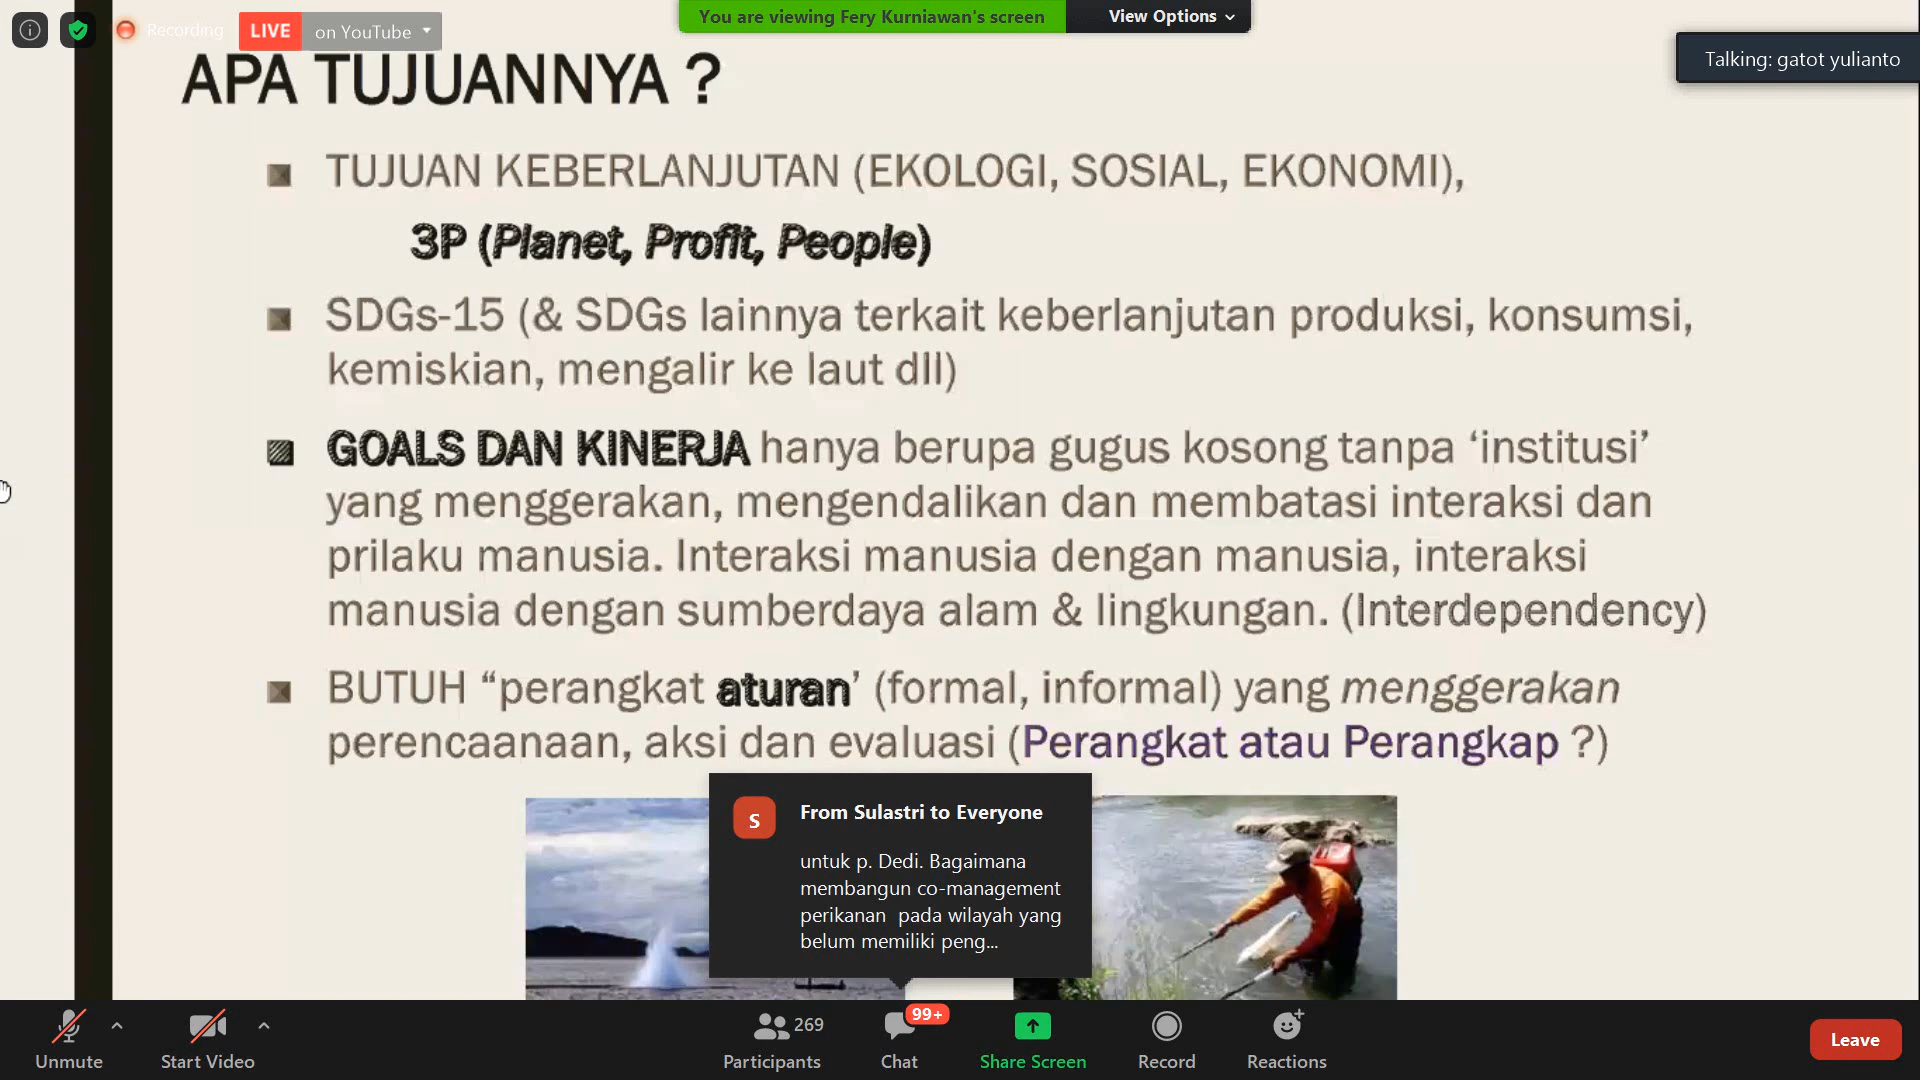 Recording
LIVE on YouTube
You are viewing Fery Kurniawan's screen
View Options
Talking: gatot yulianto
APA TUJUANNYA ?
TUJUAN KEBERLANJUTAN (EKOLOGI, SOSIAL, EKONOMI),
3P (Planet, Profit, People)
SDGs-15 (& SDGs lainnya terkait keberlanjutan produksi, konsumsi,
kemiskian, mengalir ke laut dll)
GOALS DAN KINERJA hanya berupa gugus kosong tanpa ‘institusi’
yang menggerakan, mengendalikan dan membatasi interaksi dan
prilaku manusia. Interaksi manusia dengan manusia, interaksi
manusia dengan sumberdaya alam & lingkungan. (Interdependency)
BUTUH “perangkat aturan’ (formal, informal) yang menggerakan
perencaanaan, aksi dan evaluasi (Perangkat atau Perangkap ?)
S
From Sulastri to Everyone
untuk p. Dedi. Bagaimana
membangun co-management
perikanan pada wilayah yang
belum memiliki peng...
Unmute
Start Video
269
Participants
99+
Chat
Share Screen
Record
Reactions
Leave